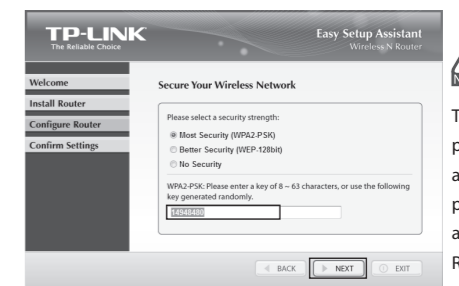 TP-LINK
The Reliable Choice
Easy Setup Assistant
Wireless N Router
Welcome
Install Router
Configure Router
Confirm Settings
Secure Your Wireless Network
Please select a security strength:
Most Security (WPA2-PSK)
Better Security (WEP-128bit)
No Security
WPA2-PSK: Please enter a key of 8 ~ 63 characters, or use the following
key generated randomly.
14948480
BACK
NEXT
EXIT